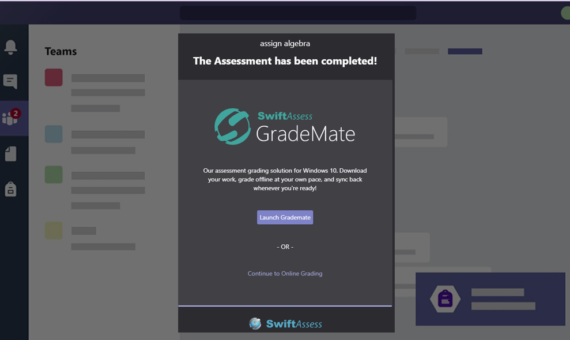 assign algebra
The Assessment has been completed!
Teams
2
SwiftAssess
GradeMate
Our assessment grading solution for Windows 10, Download
your work, grade offline at your own pace, and sync back
whenever you're ready!
Launch Grademate
- OR -
Continue to Online Grading
SwiftAssess